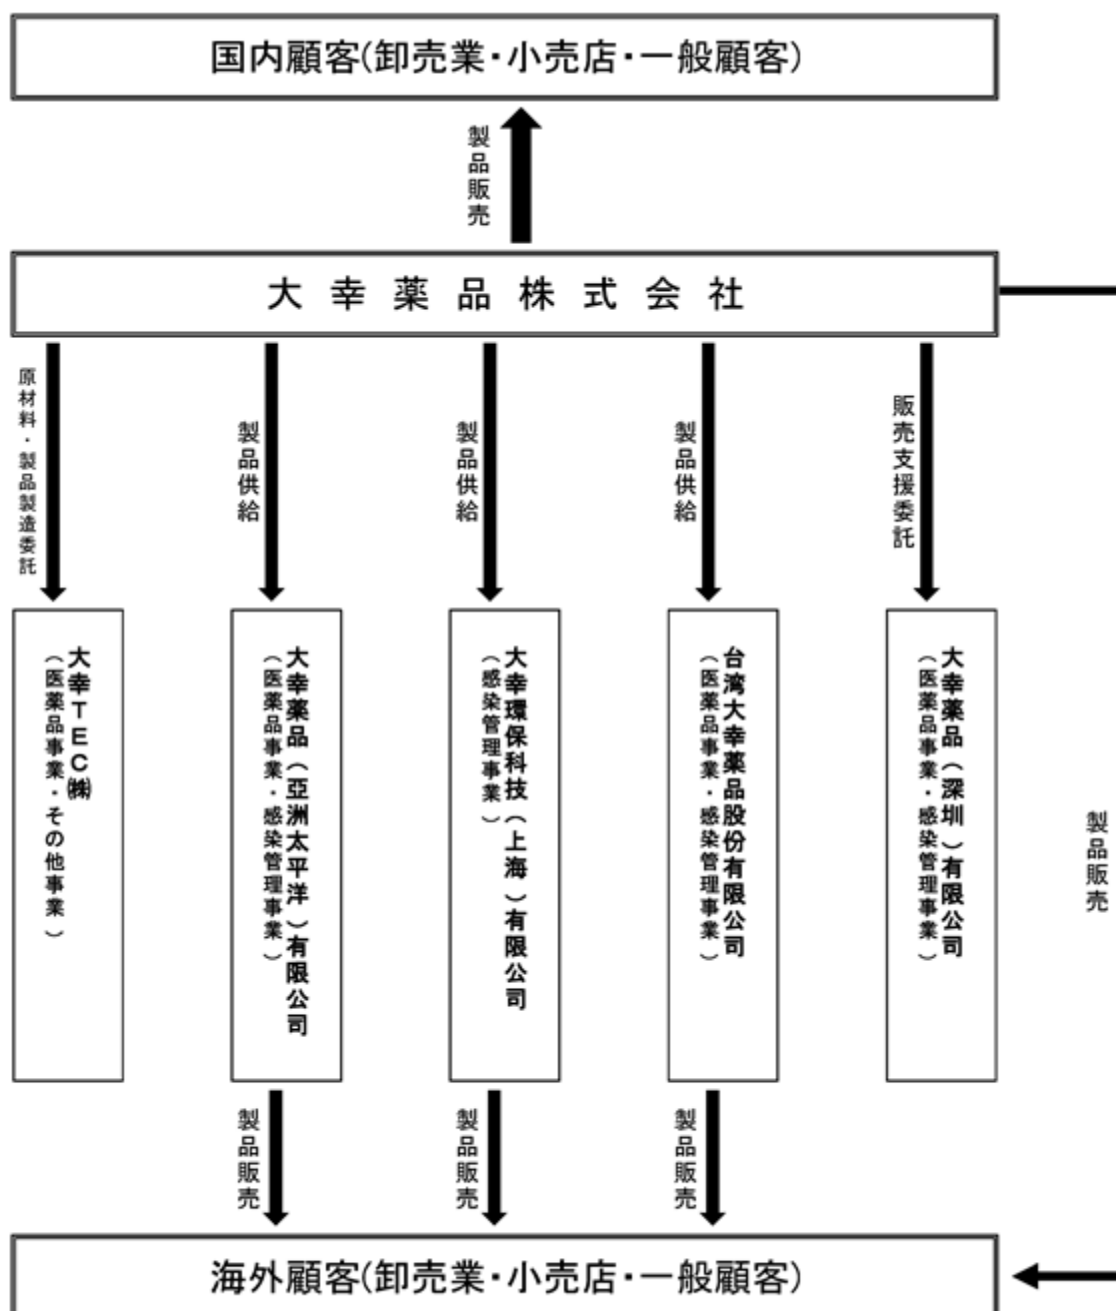 国内顧客(卸売業・小売店・一般顧客)
製品販売
大幸薬品株式会社
原材料・製品製造委託
製品供給
製品供給
製品供給
販売支援委託
大幸TEC㈱
(医薬品事業・その他事業)
大幸薬品(亞洲太平洋)有限公司
(医薬品事業・感染管理事業)
大幸環保科技(上海)有限公司
(感染管理事業)
台湾大幸薬品股份有限公司
(医薬品事業・感染管理事業)
大幸薬品(深圳)有限公司
(医薬品事業・感染管理事業)
製品販売
製品販売
製品販売
製品販売
海外顧客(卸売業・小売店・一般顧客)